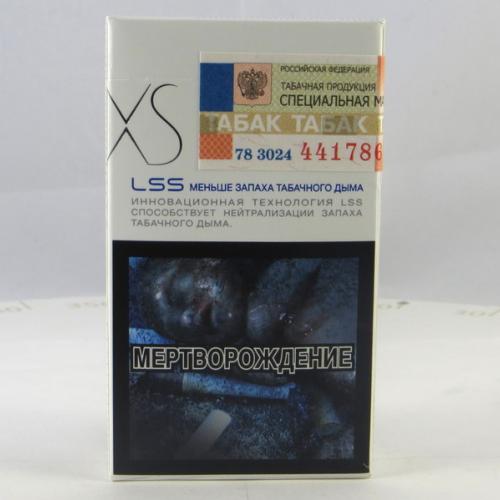 XS
РОССИЙСКАЯ ФЕДЕРАЦИЯ
ТАБАЧНАЯ ПРОДУКЦИЯ
СПЕЦИАЛЬНАЯ
ТАБАК ТАБАК
78 3024 441786
LSS МЕНЬШЕ ЗАПАХА ТАБАЧНОГО ДЫМА
ИННОВАЦИОННАЯ ТЕХНОЛОГИЯ LSS
СПОСОБСТВУЕТ НЕЙТРАЛИЗАЦИИ ЗАПАХА
ТАБАЧНОГО ДЫМА.
МЕРТВОРОЖДЕНИЕ